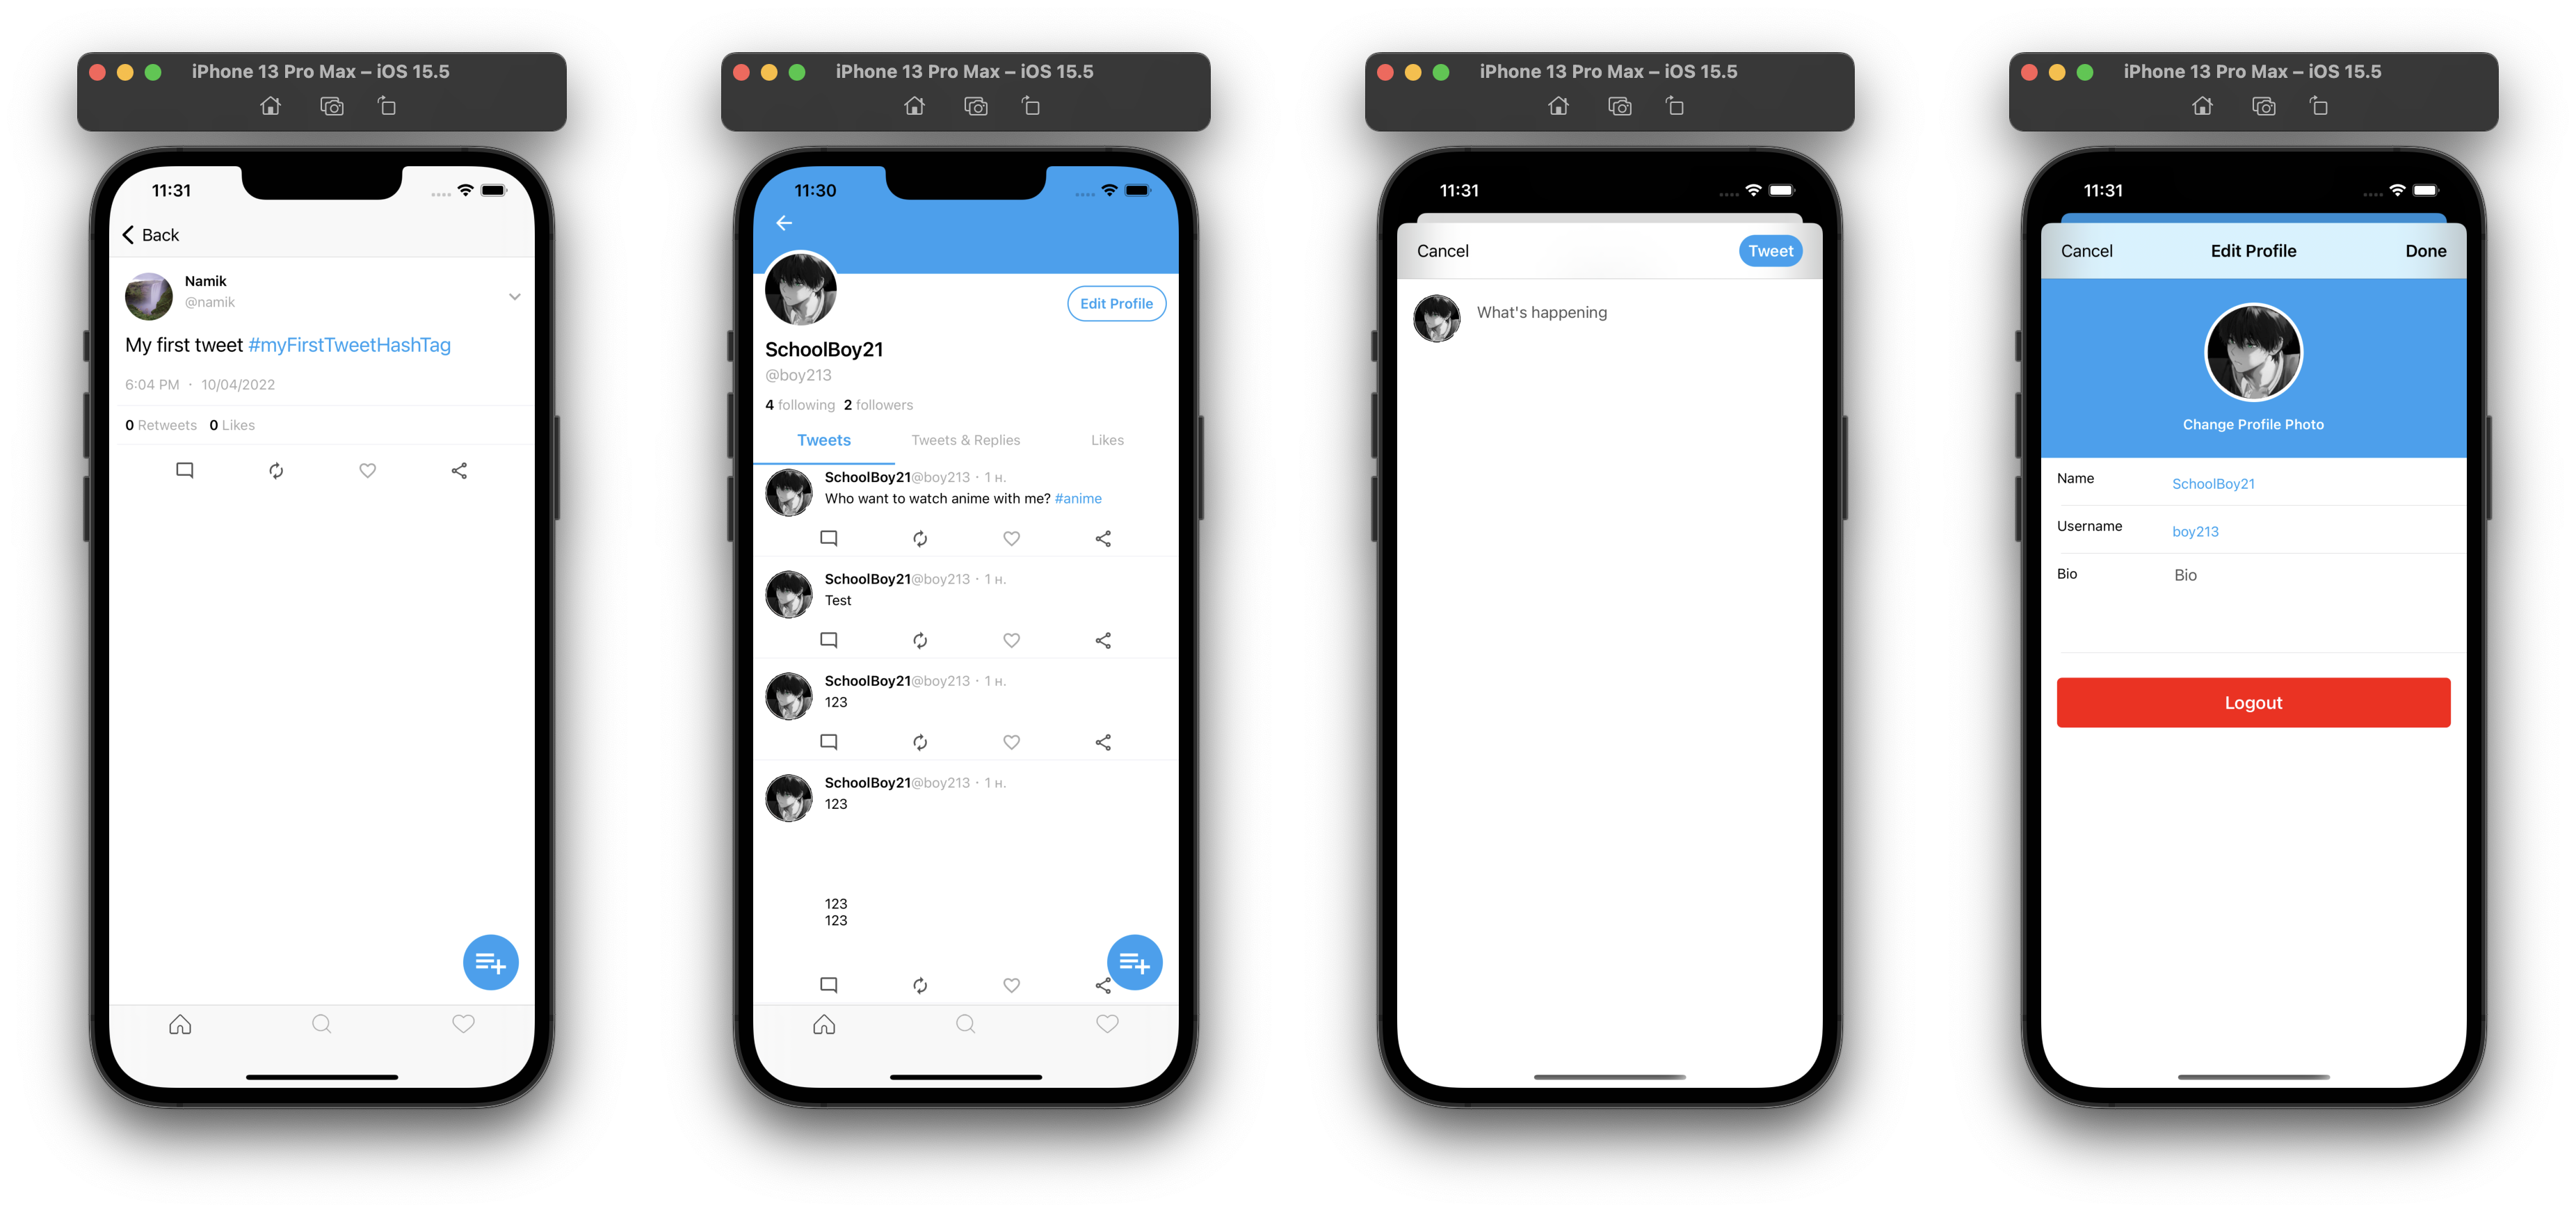 iPhone 13 Pro Max – iOS 15.5
11:31
Back
Namik
@namik
My first tweet #myFirstTweetHashTag
6:04 PM · 10/04/2022
0 Retweets 0 Likes
iPhone 13 Pro Max – iOS 15.5
11:30
Edit Profile
SchoolBoy21
@boy213
4 following 2 followers
Tweets Tweets & Replies Likes
SchoolBoy21@boy213 · 1 н.
Who want to watch anime with me? #anime
SchoolBoy21@boy213 · 1 н.
Test
SchoolBoy21@boy213 · 1 н.
123
SchoolBoy21@boy213 · 1 н.
123
123
123
iPhone 13 Pro Max – iOS 15.5
11:31
Cancel Tweet
What's happening
iPhone 13 Pro Max – iOS 15.5
11:31
Cancel Edit Profile Done
Change Profile Photo
Name SchoolBoy21
Username boy213
Bio Bio
Logout